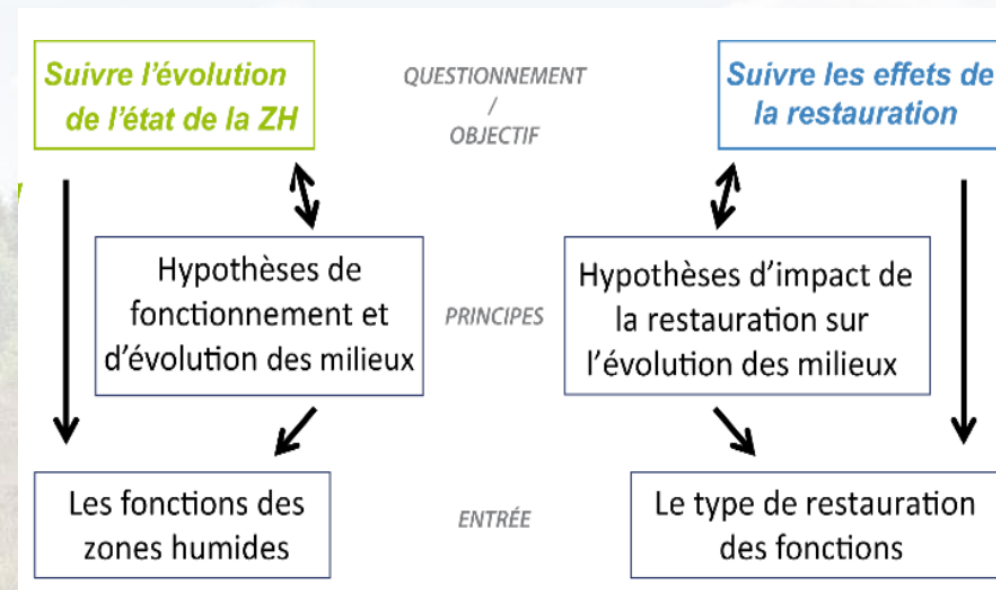 Suivre l'évolution
de l'état de la ZH
QUESTIONNEMENT
/
OBJECTIF
Suivre les effets de
la restauration
Hypothèses de
fonctionnement et
d'évolution des milieux
PRINCIPES
Hypothèses d'impact de
la restauration sur
l'évolution des milieux
Les fonctions des
zones humides
ENTRÉE
Le type de restauration
des fonctions